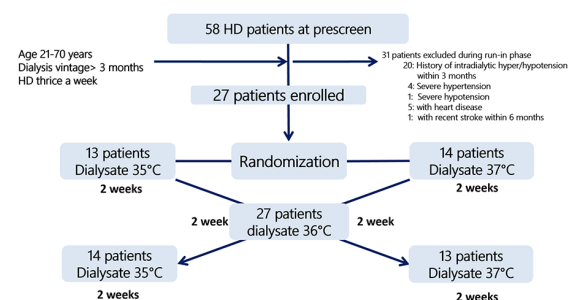 58 HD patients at prescreen
Age 21-70 years
Dialysis vintage> 3 months
HD thrice a week
31 patients excluded during run-in phase
20: History of intradialytic hyper/hypotension
within 3 months
4: Severe hypertension
1: Severe hypotension
5: with heart disease
1: with recent stroke within 6 months
27 patients enrolled
13 patients
Dialysate 35°C
2 weeks
Randomization
14 patients
Dialysate 37°C
2 weeks
2 week
27 patients
dialysate 36°C
2 week
14 patients
Dialysate 35°C
2 weeks
13 patients
Dialysate 37°C
2 weeks